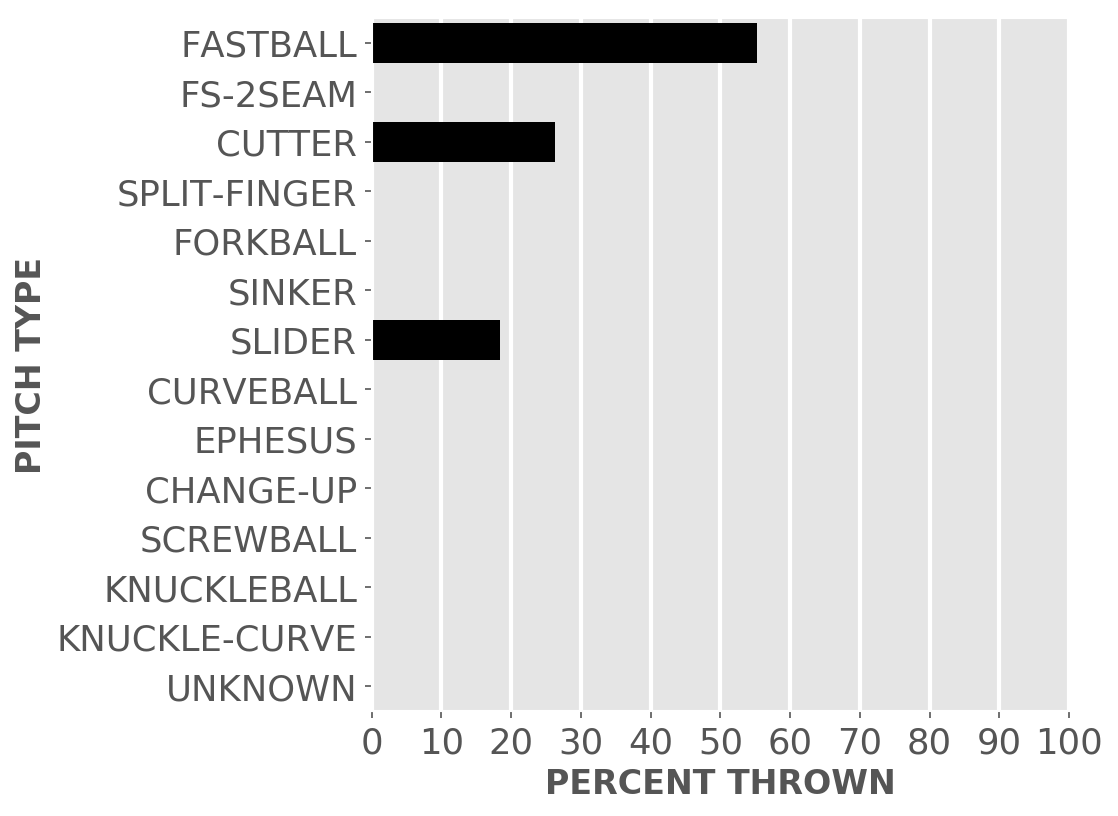 FASTBALL
FS-2SEAM
CUTTER
SPLIT-FINGER
FORKBALL
SINKER
SLIDER
CURVEBALL
EPHESUS
CHANGE-UP
SCREWBALL
KNUCKLEBALL
KNUCKLE-CURVE
UNKNOWN
PITCH TYPE
0 10 20 30 40 50 60 70 80 90 100
PERCENT THROWN